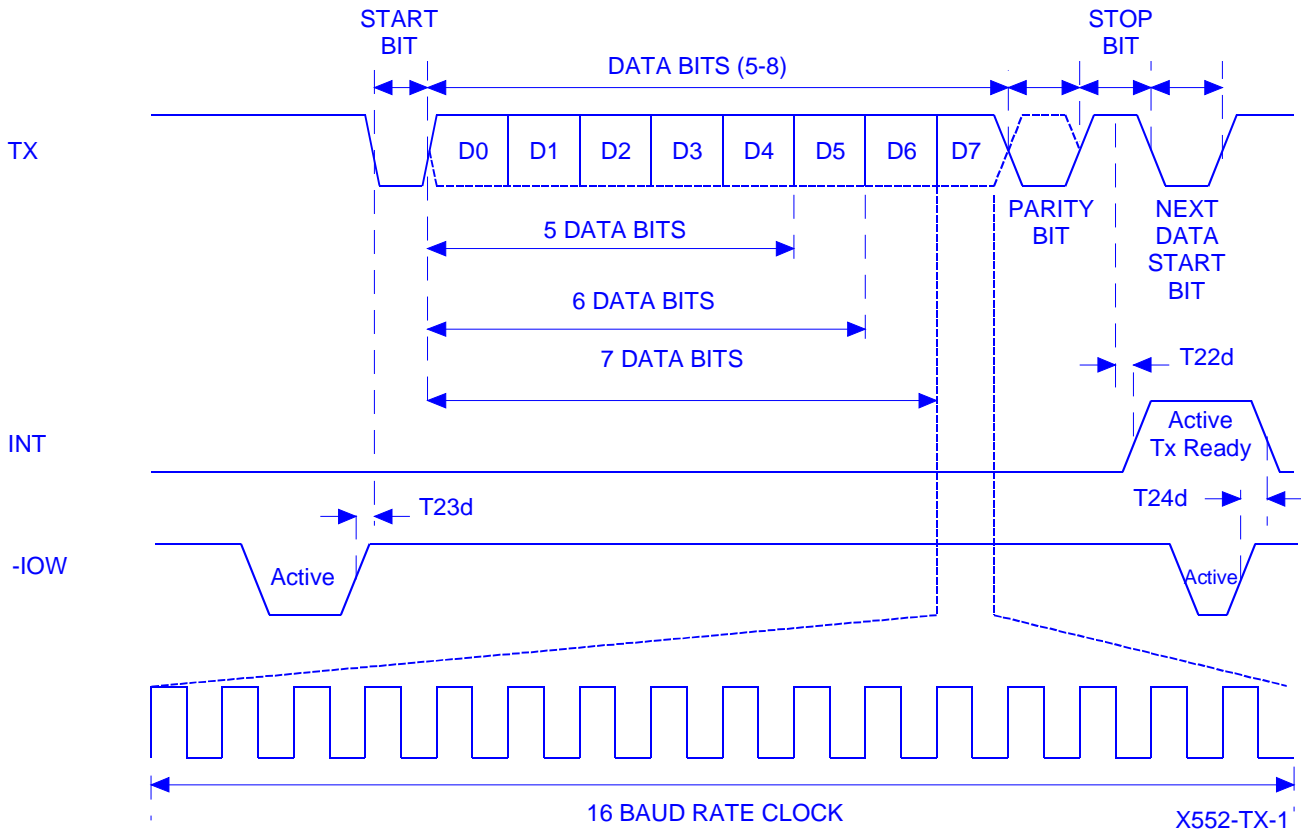 START
BIT
STOP
BIT
DATA BITS (5-8)
TX
D0 D1 D2 D3 D4 D5 D6 D7
PARITY
BIT
NEXT
DATA
START
BIT
5 DATA BITS
6 DATA BITS
7 DATA BITS
T22d
INT
Active
Tx Ready
T23d
T24d
-IOW
Active
Active
16 BAUD RATE CLOCK
X552-TX-1